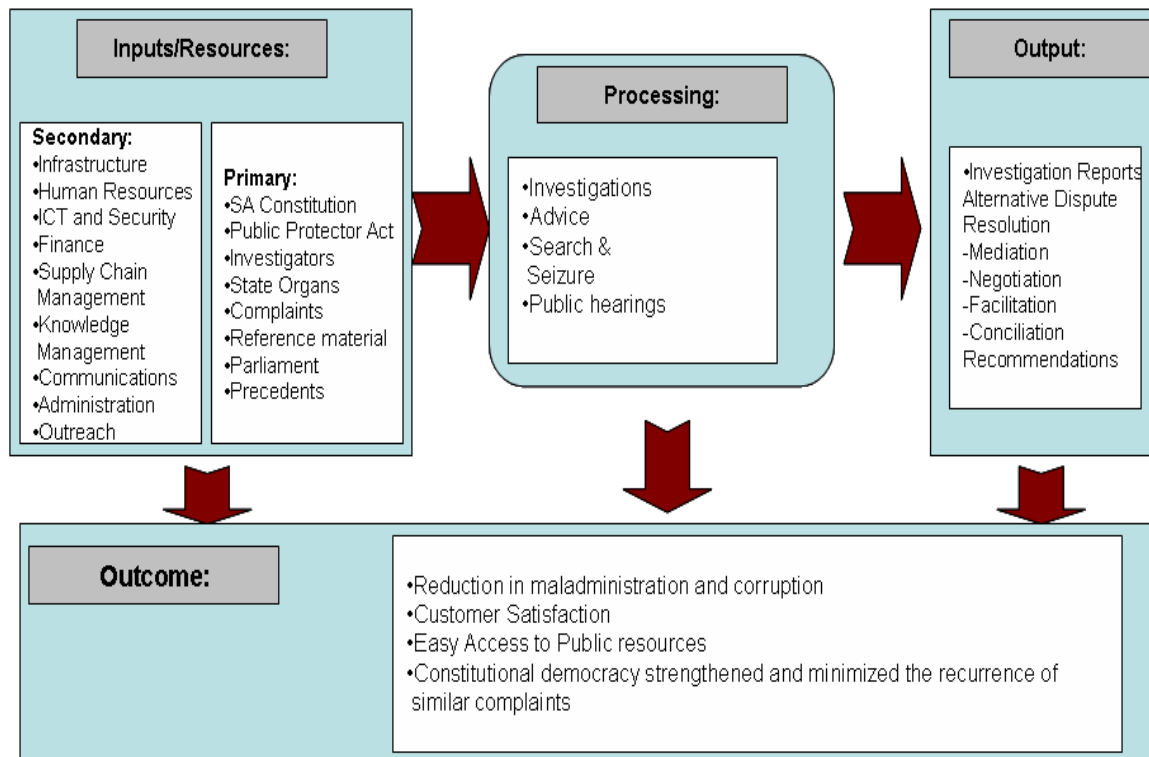 Inputs/Resources:
Secondary:
•Infrastructure
•Human Resources
•ICT and Security
•Finance
•Supply Chain
Management
•Knowledge
Management
•Communications
•Administration
•Outreach
Primary:
•SA Constitution
•Public Protector Act
•Investigators
•State Organs
•Complaints
•Reference material
•Parliament
•Precedents
Processing:
•Investigations
•Advice
•Search &
Seizure
•Public hearings
Output:
•Investigation Reports
Alternative Dispute
Resolution
-Mediation
-Negotiation
-Facilitation
-Conciliation
Recommendations
Outcome:
•Reduction in maladministration and corruption
•Customer Satisfaction
•Easy Access to Public resources
•Constitutional democracy strengthened and minimized the recurrence of
similar complaints